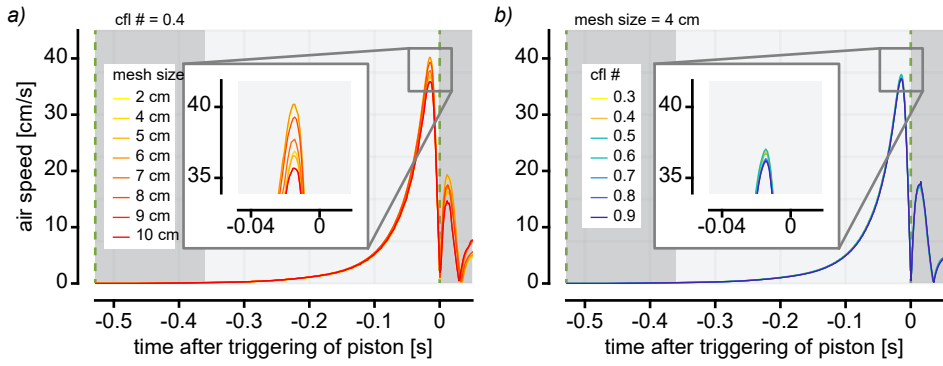 a)
cfl # = 0.4
air speed [cm/s]
40
30
20
10
0
mesh size
2 cm
4 cm
5 cm
6 cm
7 cm
8 cm
9 cm
10 cm
40
35
-0.04
0
-0.5
-0.4
-0.3
-0.2
-0.1
0
time after triggering of piston [s]
b)
mesh size = 4 cm
40
30
20
10
0
cfl #
0.3
0.4
0.5
0.6
0.7
0.8
0.9
40
35
-0.04
0
-0.5
-0.4
-0.3
-0.2
-0.1
0
time after triggering of piston [s]